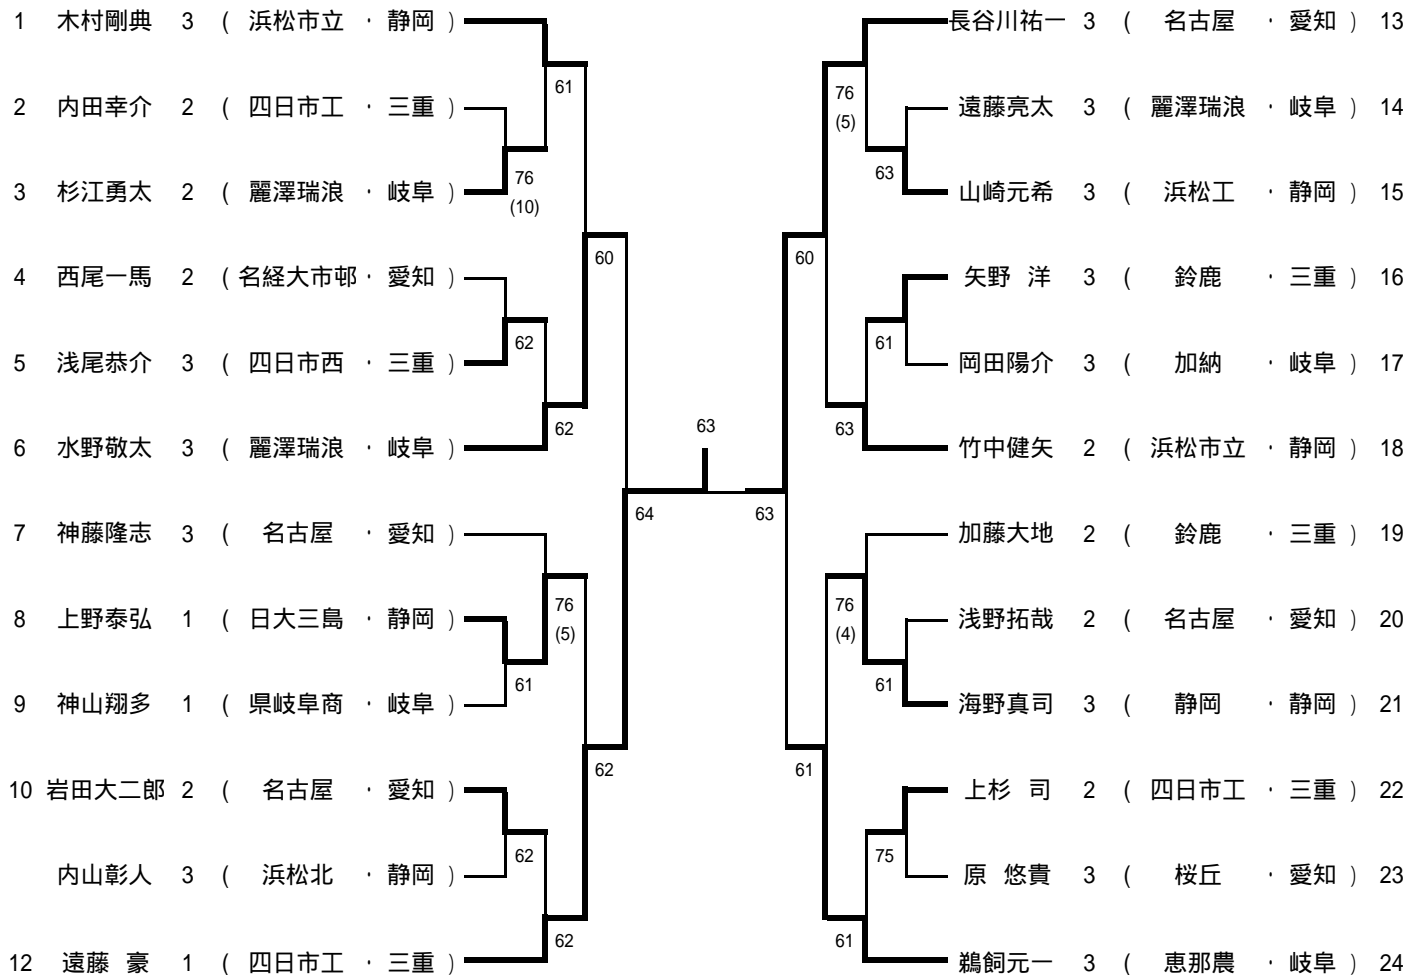 1 木村剛典 3 ( 浜松市立 ・ 静岡 )
61
2 内田幸介 2 ( 四日市工 ・ 三重 )
76
(10)
3 杉江勇太 2 ( 麗澤瑞浪 ・ 岐阜 )
60
4 西尾一馬 2 ( 名経大市邨 ・ 愛知 )
62
5 浅尾恭介 3 ( 四日市西 ・ 三重 )
62
6 水野敬太 3 ( 麗澤瑞浪 ・ 岐阜 )
64
7 神藤隆志 3 ( 名古屋 ・ 愛知 )
76
(5)
8 上野泰弘 1 ( 日大三島 ・ 静岡 )
61
9 神山翔多 1 ( 県岐阜商 ・ 岐阜 )
62
10 岩田大二郎 2 ( 名古屋 ・ 愛知 )
62
内山彰人 3 ( 浜松北 ・ 静岡 )
62
12 遠藤 豪 1 ( 四日市工 ・ 三重 )
63
長谷川祐一 3 ( 名古屋 ・ 愛知 ) 13
76
(5)
遠藤亮太 3 ( 麗澤瑞浪 ・ 岐阜 ) 14
63
山崎元希 3 ( 浜松工 ・ 静岡 ) 15
60
矢野 洋 3 ( 鈴鹿 ・ 三重 ) 16
61
岡田陽介 3 ( 加納 ・ 岐阜 ) 17
63
竹中健矢 2 ( 浜松市立 ・ 静岡 ) 18
63
加藤大地 2 ( 鈴鹿 ・ 三重 ) 19
76
(4)
浅野拓哉 2 ( 名古屋 ・ 愛知 ) 20
61
海野真司 3 ( 静岡 ・ 静岡 ) 21
61
上杉 司 2 ( 四日市工 ・ 三重 ) 22
75
原 悠貴 3 ( 桜丘 ・ 愛知 ) 23
61
鵜飼元一 3 ( 恵那農 ・ 岐阜 ) 24